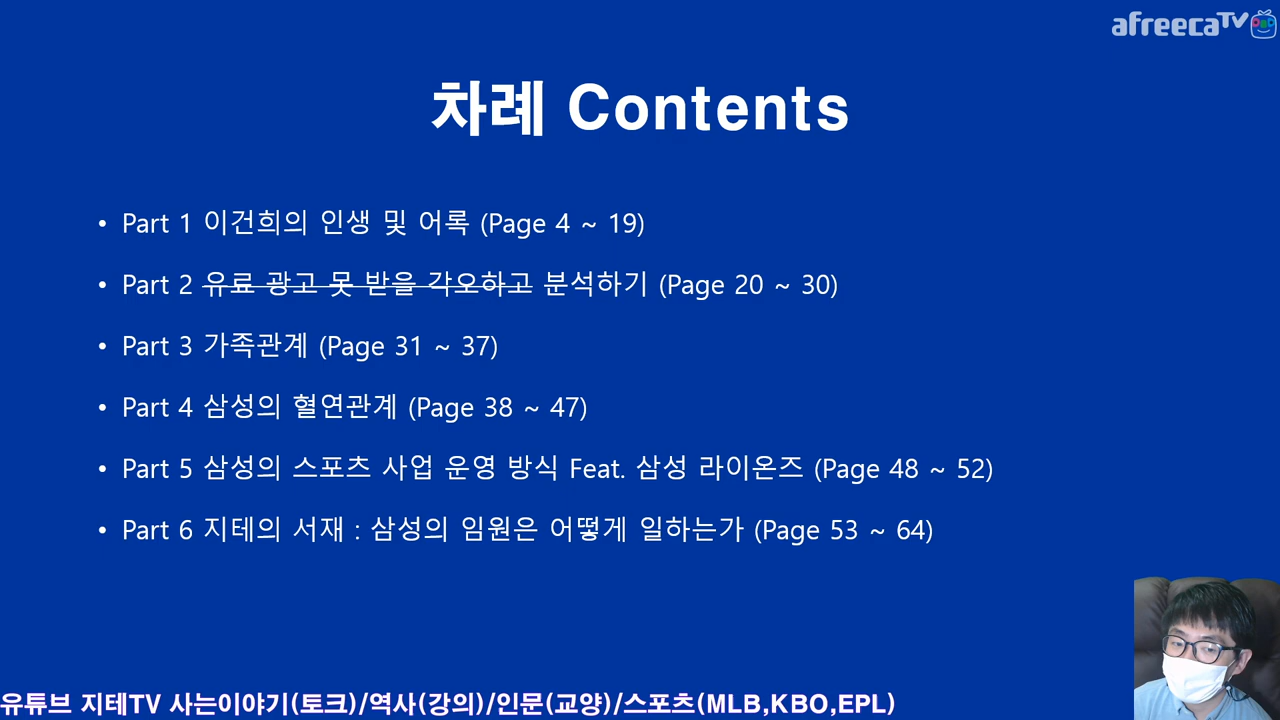 afreecaTV
차례 Contents
• Part 1 이건희의 인생 및 어록 (Page 4 ~ 19)
• Part 2 유료 광고 못 받을 각오하고 분석하기 (Page 20 ~ 30)
• Part 3 가족관계 (Page 31 ~ 37)
• Part 4 삼성의 혈연관계 (Page 38 ~ 47)
• Part 5 삼성의 스포츠 사업 운영 방식 Feat. 삼성 라이온즈 (Page 48 ~ 52)
• Part 6 지테의 서재 : 삼성의 임원은 어떻게 일하는가 (Page 53 ~ 64)
유튜브 지테TV 사는이야기(토크)/역사(강의)/인문(교양)/스포츠(MLB,KBO,EPL)